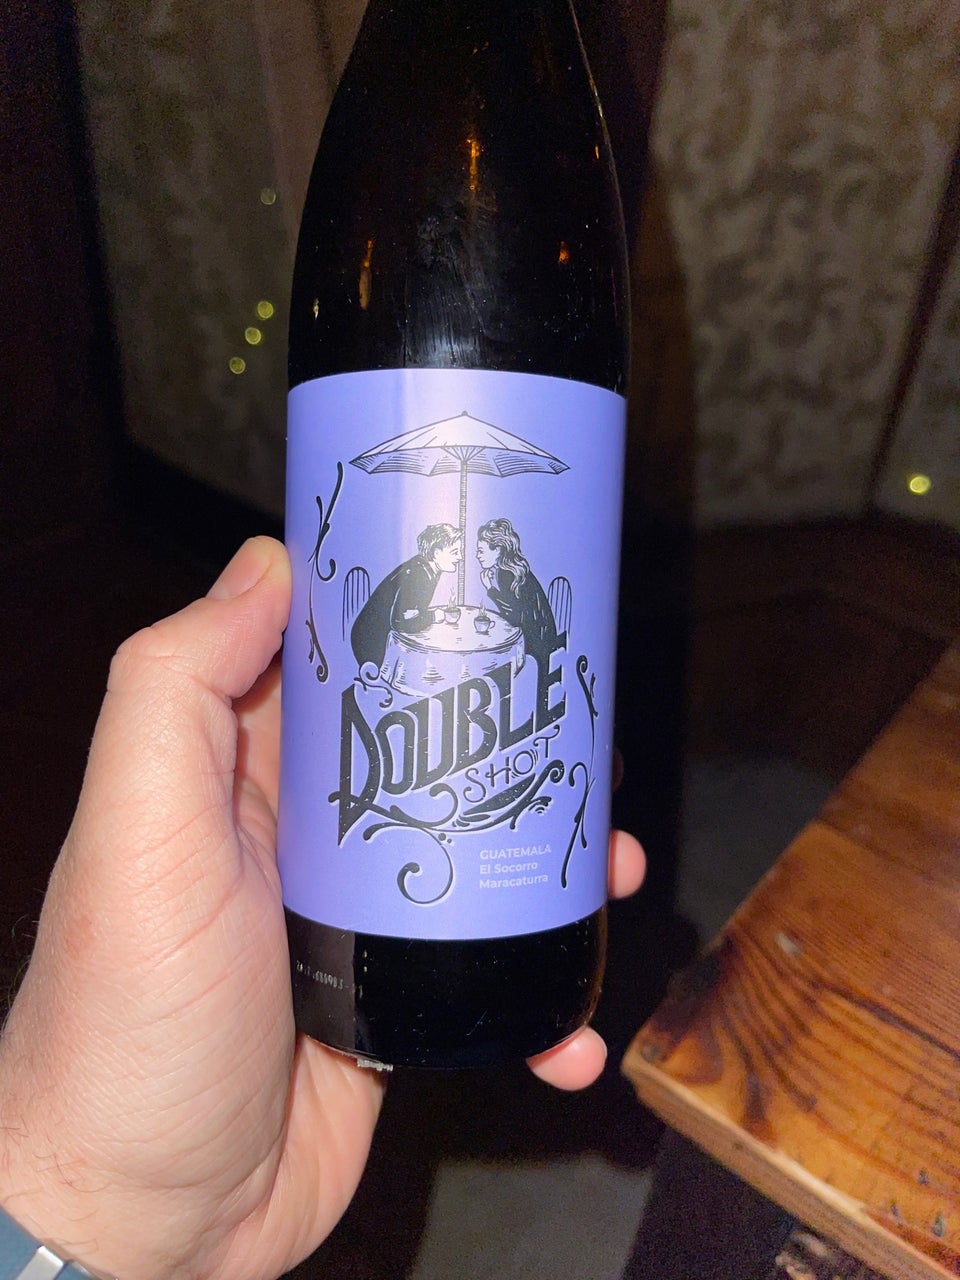 DOUBLE
SHOT
GUATEMALA
El Socorro
Maracaturra